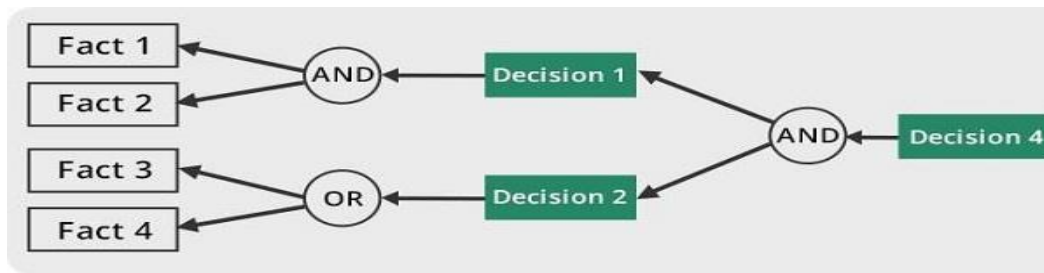 Fact 1
Fact 2
AND
Decision 1
Fact 3
Fact 4
OR
Decision 2
AND
Decision 4